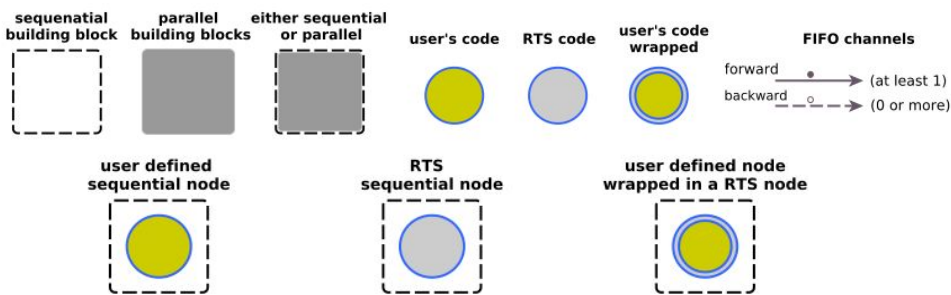 sequenatial
building block
parallel
building blocks
either sequential
or parallel
user's code
RTS code
user's code
wrapped
FIFO channels
forward
(at least 1)
backward
(0 or more)
user defined
sequential node
RTS
sequential node
user defined node
wrapped in a RTS node